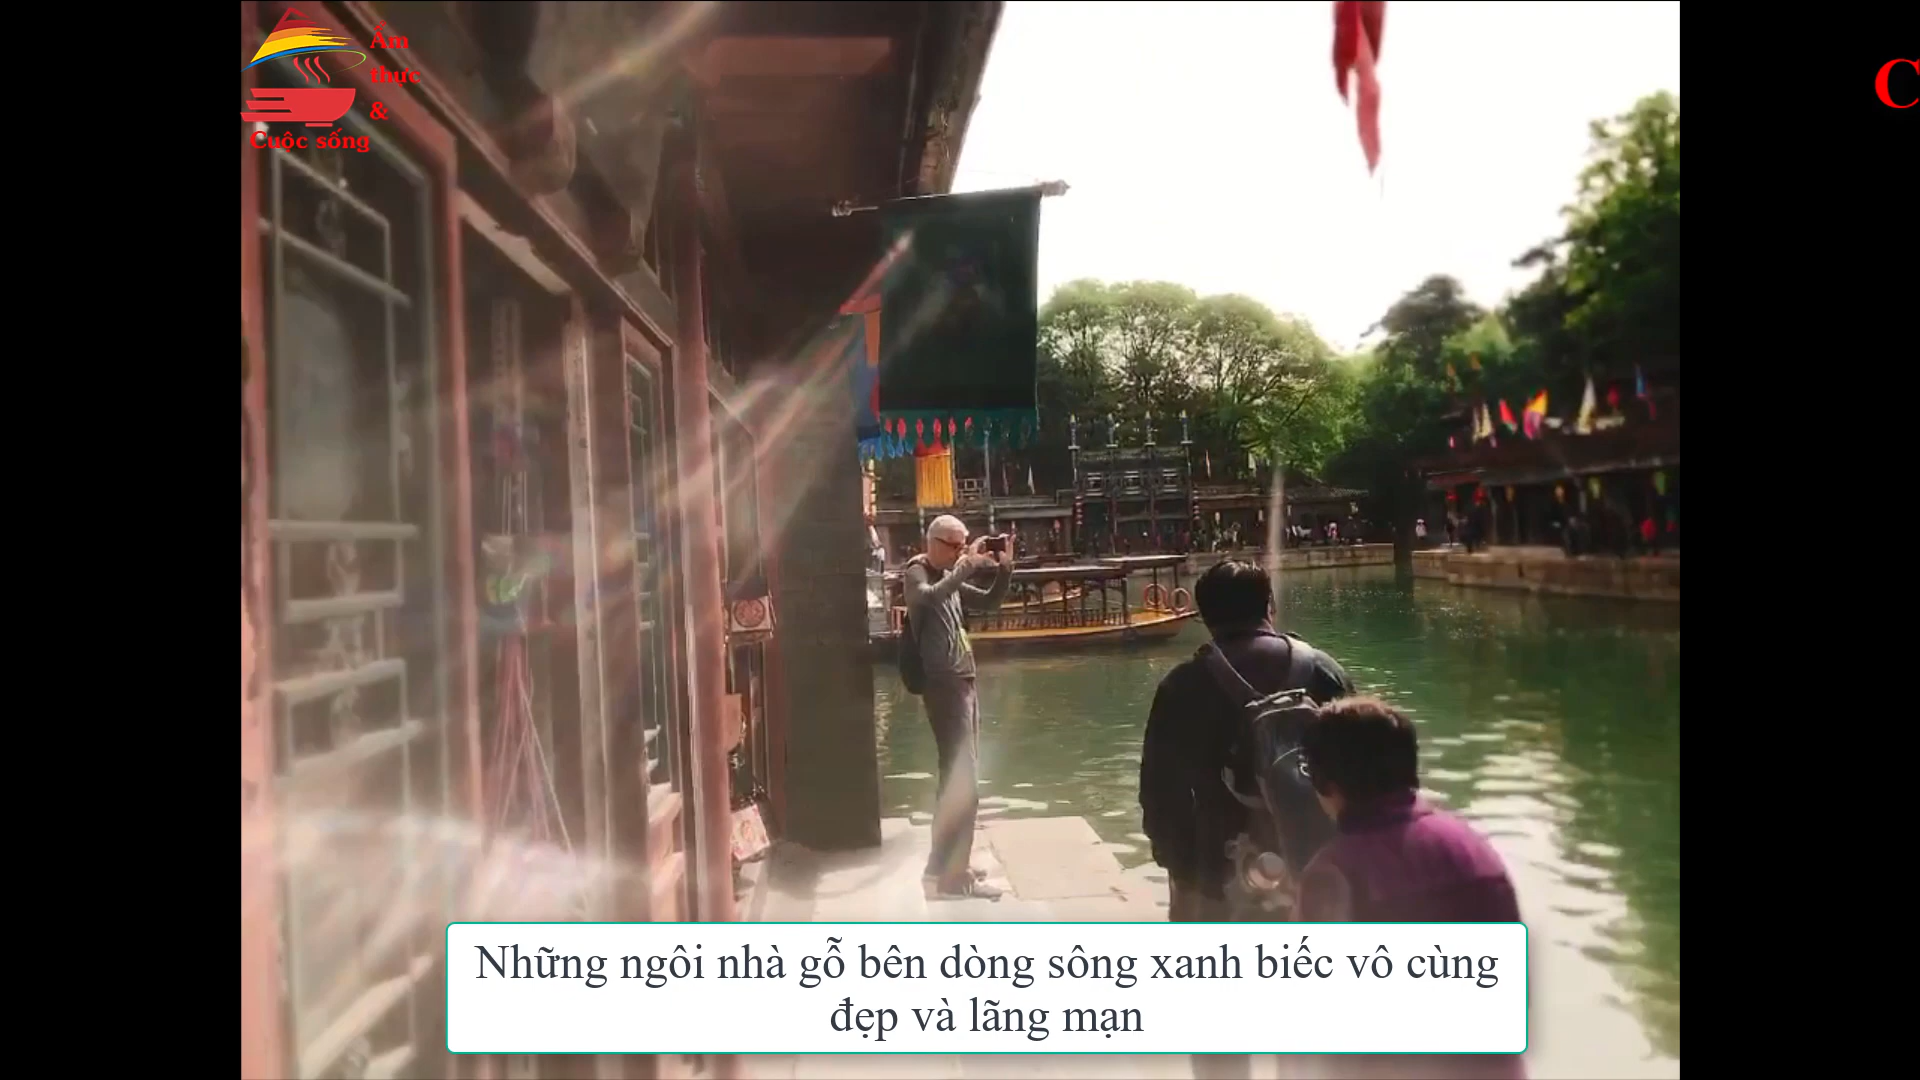 Ẩm
thực
&
Cuộc sống
C
Những ngôi nhà gỗ bên dòng sông xanh biếc vô cùng
đẹp và lãng mạn